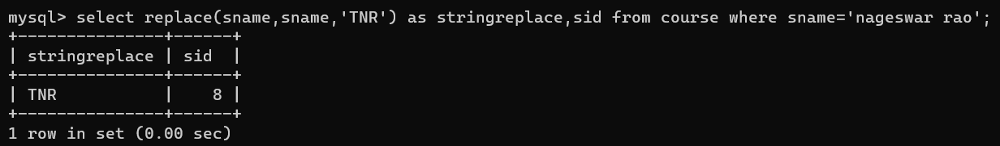 mysql> select replace(sname,sname,'TNR') as stringreplace,sid from course where sname='nageswar rao';
+---------------+------+
| stringreplace | sid  |
+---------------+------+
| TNR           |    8 |
+---------------+------+
1 row in set (0.00 sec)